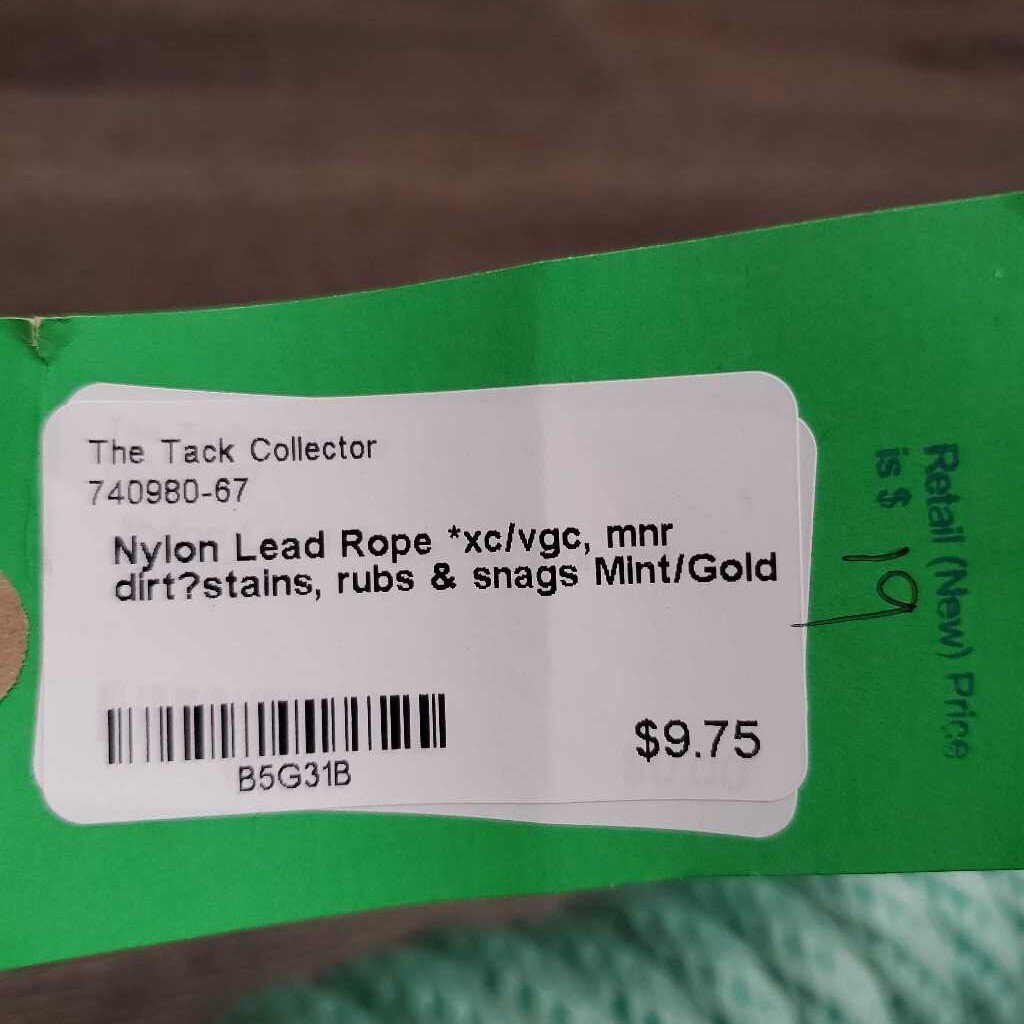 The Tack Collector
740980-67
Nylon Lead Rope *xc/vgc, mnr
dirt?stains, rubs & snags Mint/Gold
B5G31B
$9.75
Retail (New) Price
is $
19